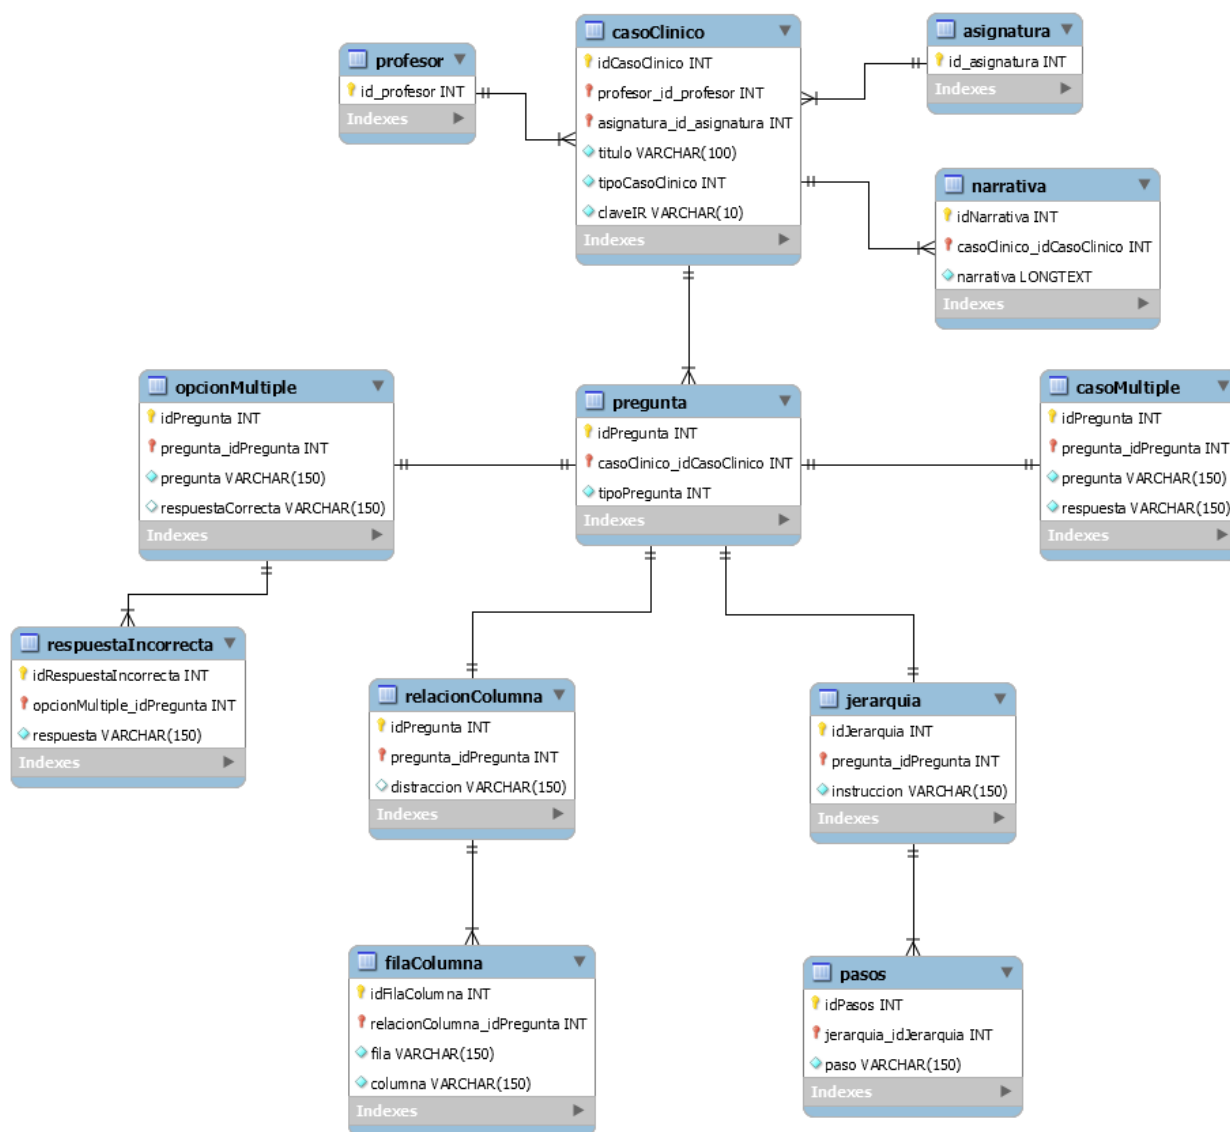 profesor
id_profesor INT
Indexes
casoClinico
idCasoClinico INT
profesor_id_profesor INT
asignatura_id_asignatura INT
titulo VARCHAR(100)
tipoCasoClinico INT
claveIR VARCHAR(10)
Indexes
asignatura
id_asignatura INT
Indexes
narrativa
idNarrativa INT
casoClinico_idCasoClinico INT
narrativa LONGTEXT
Indexes
opcionMultiple
idPregunta INT
pregunta_idPregunta INT
pregunta VARCHAR(150)
respuestaCorrecta VARCHAR(150)
Indexes
pregunta
idPregunta INT
casoClinico_idCasoClinico INT
tipoPregunta INT
Indexes
casoMultiple
idPregunta INT
pregunta_idPregunta INT
pregunta VARCHAR(150)
respuesta VARCHAR(150)
Indexes
respuestaIncorrecta
idRespuestaIncorrecta INT
opcionMultiple_idPregunta INT
respuesta VARCHAR(150)
Indexes
relacionColumna
idPregunta INT
pregunta_idPregunta INT
distraccion VARCHAR(150)
Indexes
jerarquia
idJerarquia INT
pregunta_idPregunta INT
instruccion VARCHAR(150)
Indexes
filaColumna
idFilaColumna INT
relacionColumna_idPregunta INT
fila VARCHAR(150)
columna VARCHAR(150)
Indexes
pasos
idPasos INT
jerarquia_idJerarquia INT
paso VARCHAR(150)
Indexes